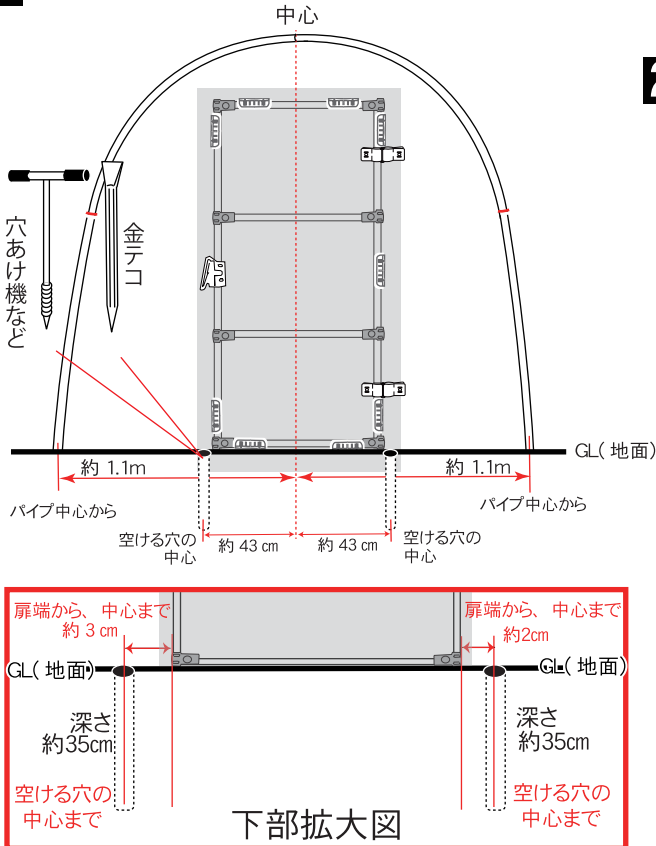 中心
2
穴あけ機など
金テコ
GL(地面)
約 1.1m
約 1.1m
パイプ中心から
パイプ中心から
空ける穴の
中心
約 43 cm
約 43 cm
空ける穴の
中心
扉端から、中心まで
約 3 cm
扉端から、中心まで
約2cm
GL(地面)
GL(地面)
深さ
約35cm
深さ
約35cm
空ける穴の
中心まで
空ける穴の
中心まで
下部拡大図